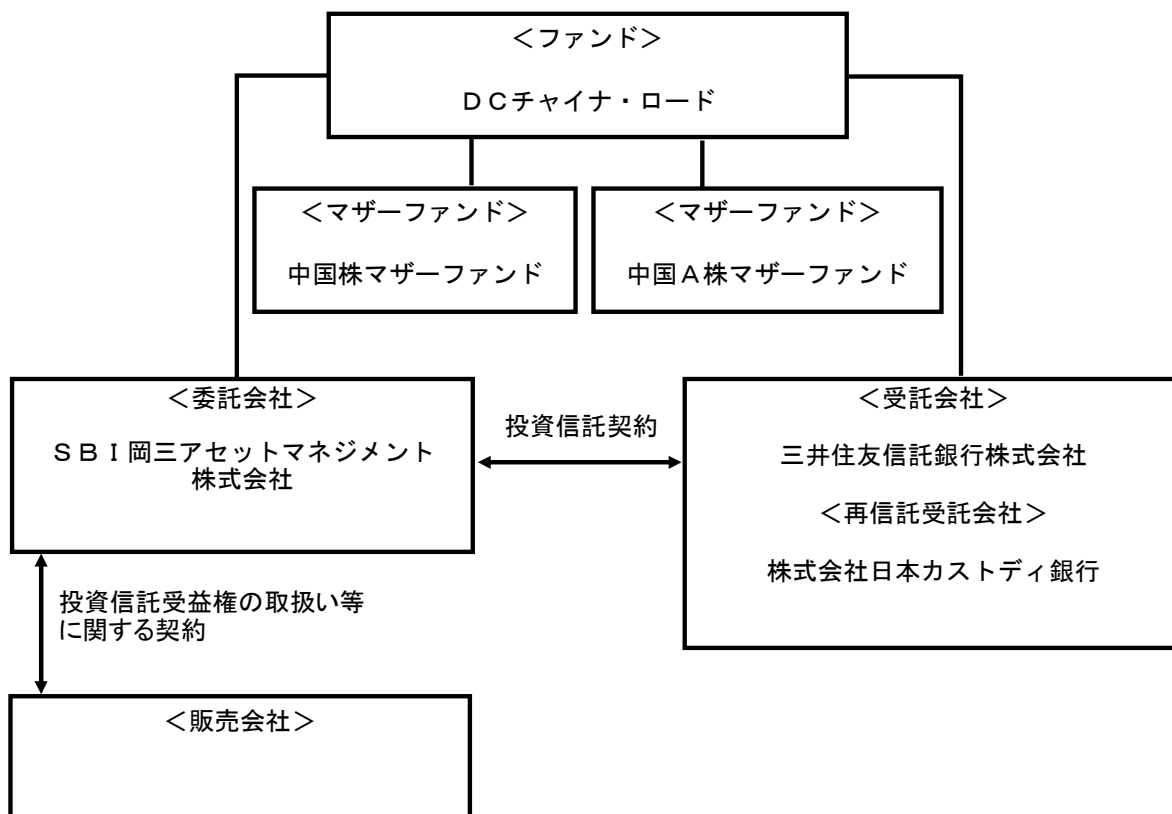 ＜ファンド＞
ＤＣチャイナ・ロード
＜マザーファンド＞
中国株マザーファンド
＜マザーファンド＞
中国Ａ株マザーファンド
＜委託会社＞
ＳＢＩ岡三アセットマネジメント
株式会社
投資信託契約
＜受託会社＞
三井住友信託銀行株式会社
＜再信託受託会社＞
株式会社日本カストディ銀行
投資信託受益権の取扱い等
に関する契約
＜販売会社＞